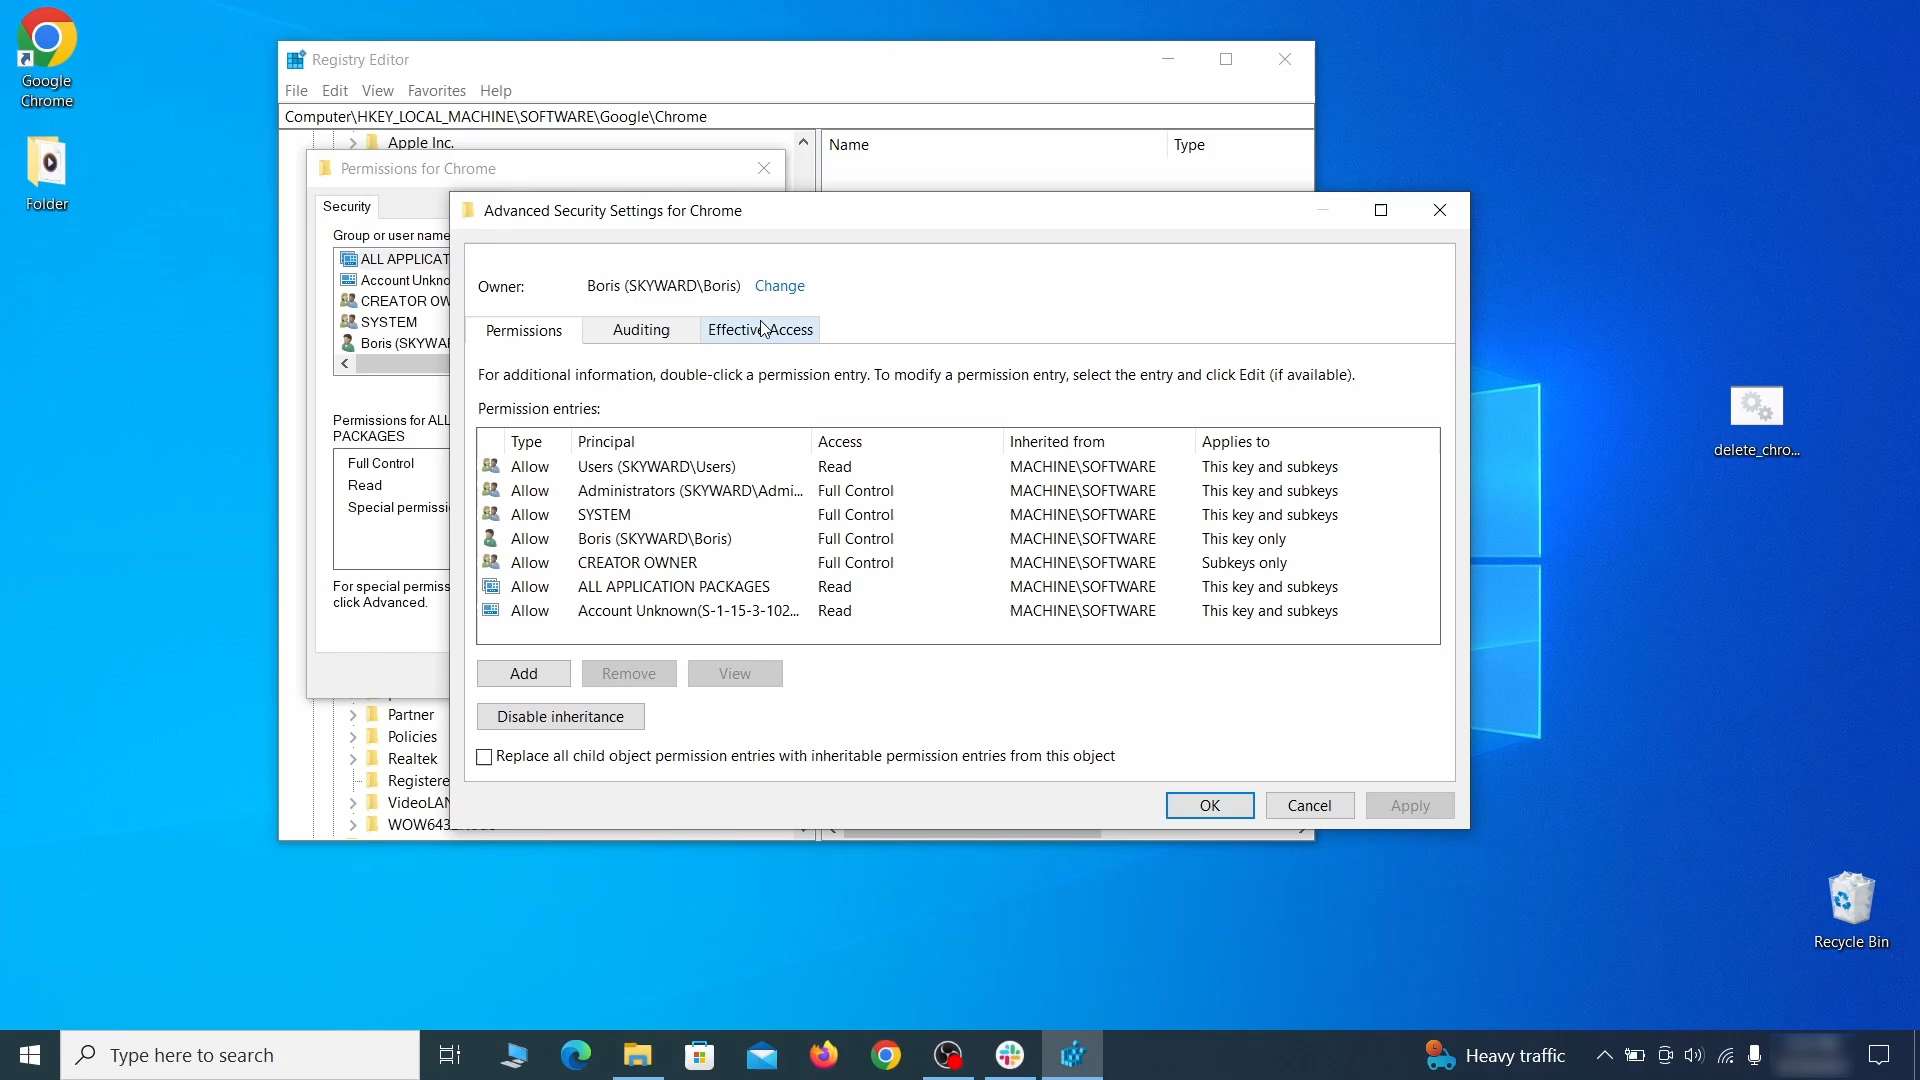 Google
Chrome
Folder
Registry Editor
File Edit View Favorites Help
Computer\HKEY_LOCAL_MACHINE\SOFTWARE\Google\Chrome
Apple Inc.
Name Type
Permissions for Chrome
Security
Group or user name
ALL APPLICAT
Account Unkno
CREATOR OW
SYSTEM
Boris (SKYWAR
Permissions for ALL
PACKAGES
Full Control
Read
Special permissi
For special permiss
click Advanced.
Partner
Policies
Realtek
Registere
VideoLAN
Advanced Security Settings for Chrome
Owner: Boris (SKYWARD\Boris) Change
Permissions Auditing Effective Access
For additional information, double-click a permission entry. To modify a permission entry, select the entry and click Edit (if available).
Permission entries:
Type Principal Access Inherited from Applies to
Allow Users (SKYWARD\Users) Read MACHINE\SOFTWARE This key and subkeys
Allow Administrators (SKYWARD\Admi... Full Control MACHINE\SOFTWARE This key and subkeys
Allow SYSTEM Full Control MACHINE\SOFTWARE This key and subkeys
Allow Boris (SKYWARD\Boris) Full Control MACHINE\SOFTWARE This key only
Allow CREATOR OWNER Full Control MACHINE\SOFTWARE Subkeys only
Allow ALL APPLICATION PACKAGES Read MACHINE\SOFTWARE This key and subkeys
Allow Account Unknown(S-1-15-3-102... Read MACHINE\SOFTWARE This key and subkeys
Add Remove View
Disable inheritance
Replace all child object permission entries with inheritable permission entries from this object
OK Cancel Apply
delete_chro...
Recycle Bin
Type here to search
Heavy traffic